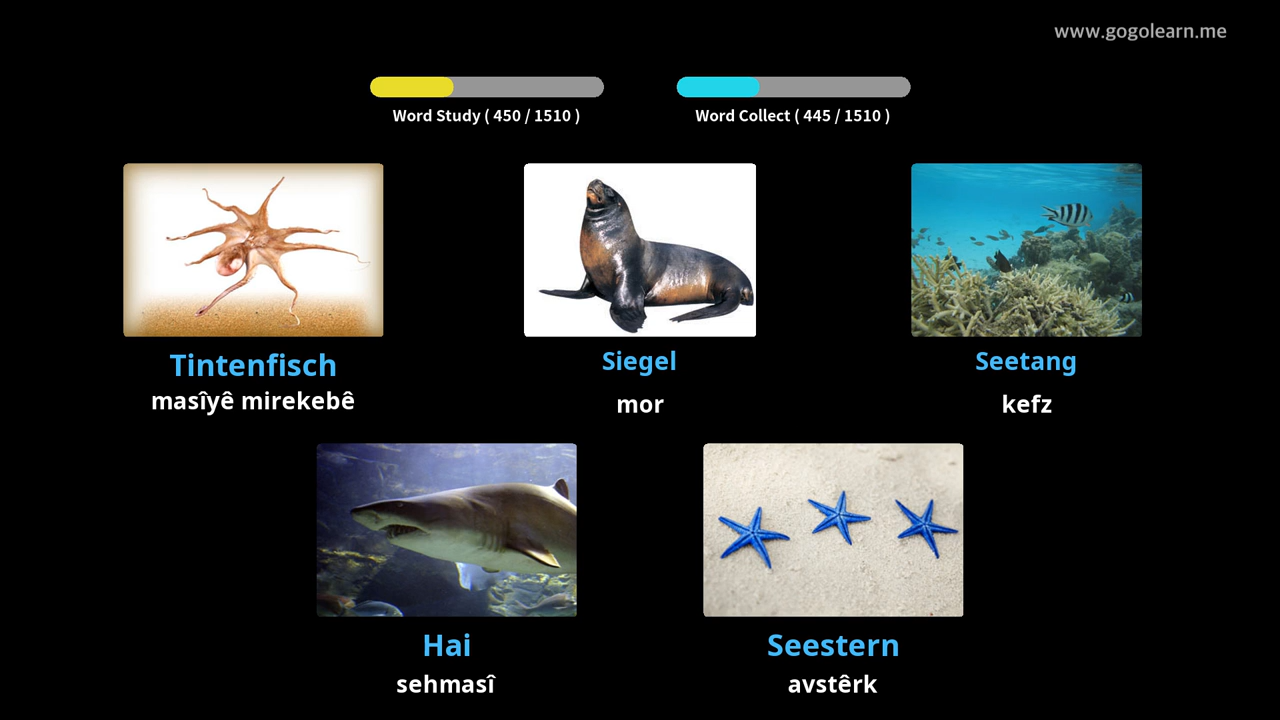 www.gogolearn.me
Word Study ( 450 / 1510 )
Word Collect ( 445 / 1510 )
Tintenfisch
masîyê mirekebê
Siegel
mor
Seetang
kefz
Hai
sehmasî
Seestern
avstêrk